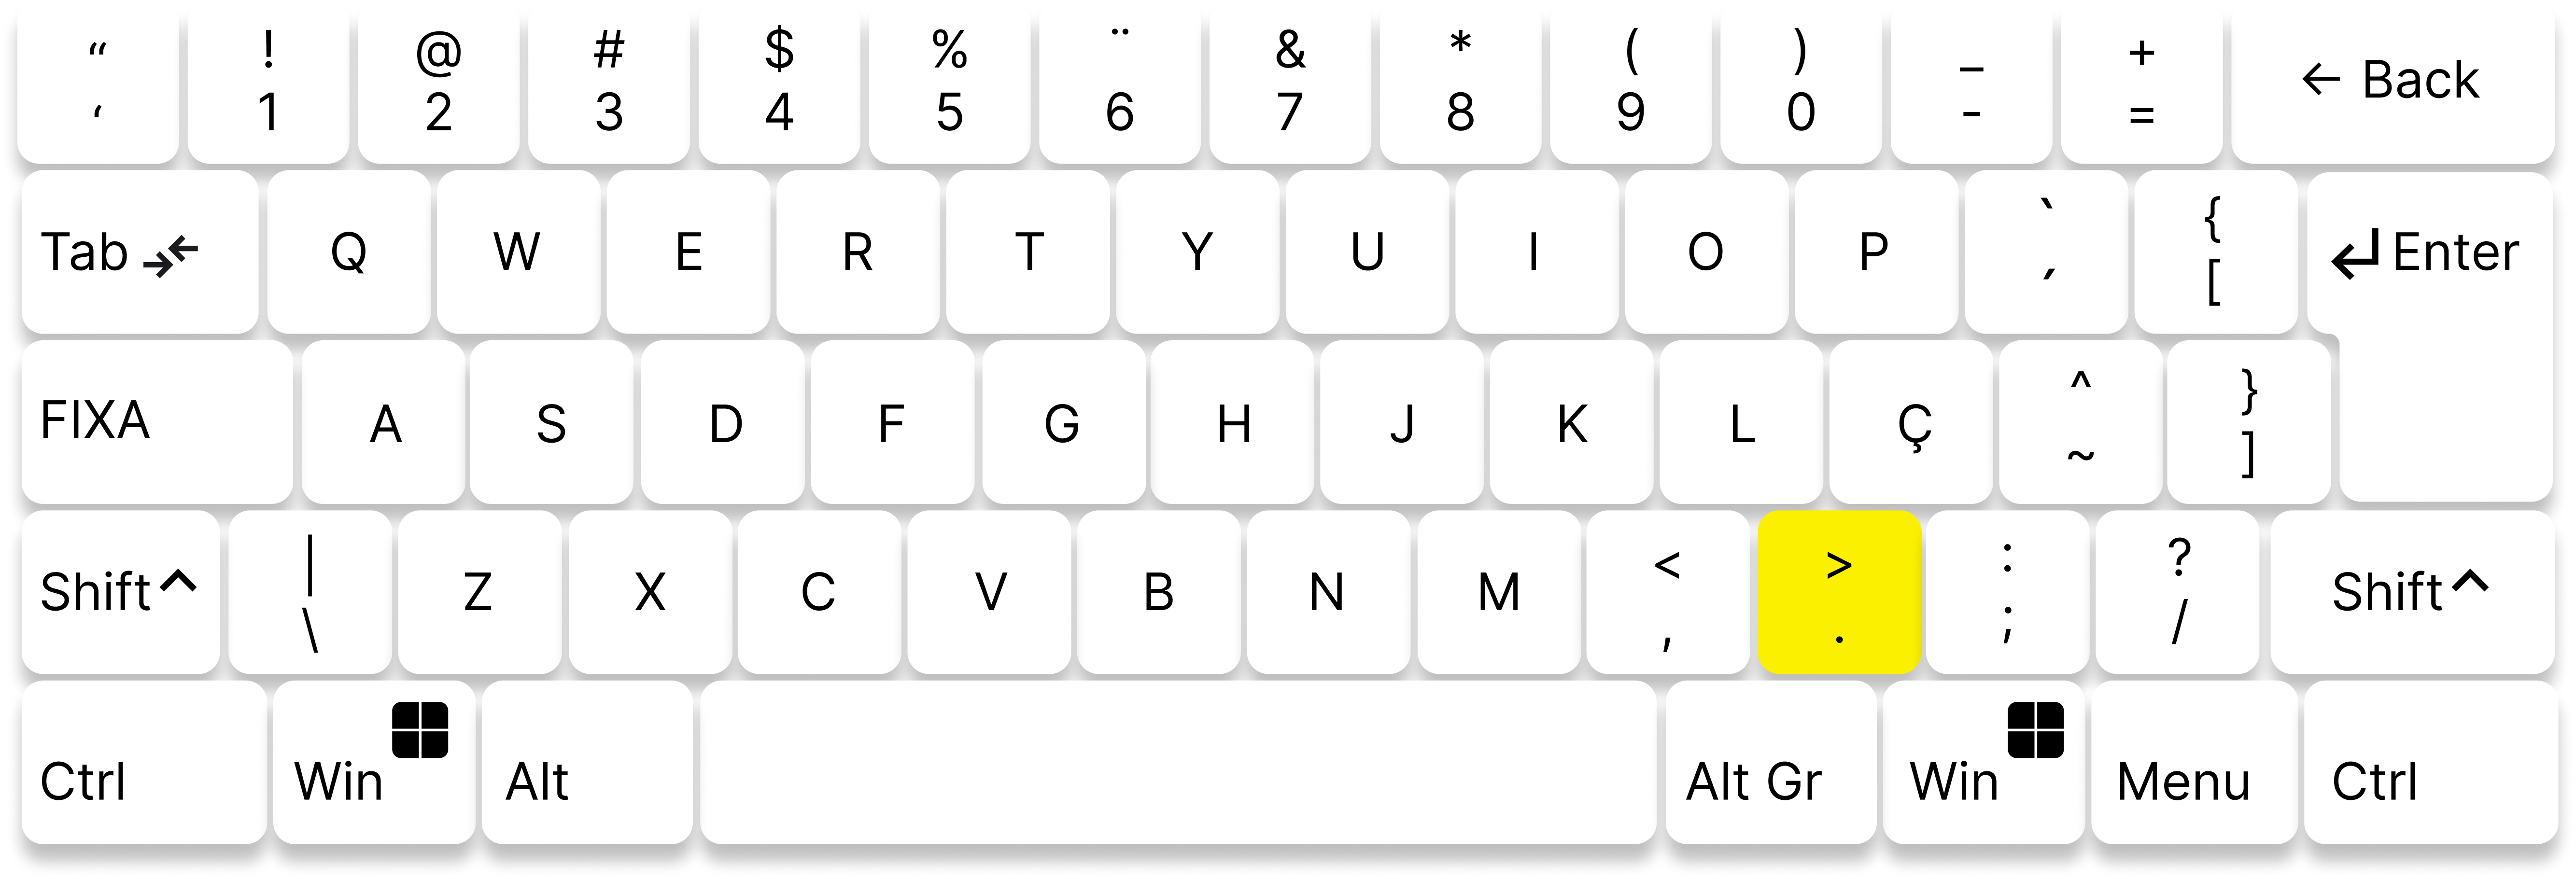 “ ! @ # $ % ¨ & * ( ) _ +
‘ 1 2 3 4 5 6 7 8 9 0 - = ← Back
Tab Q W E R T Y U I O P ` ´ { [ ↵ Enter
FIXA A S D F G H J K L Ç ^ ~ } ]
Shift ^ | \ Z X C V B N M < , > . : ; ? / Shift ^
Ctrl Win Alt Alt Gr Win Menu Ctrl